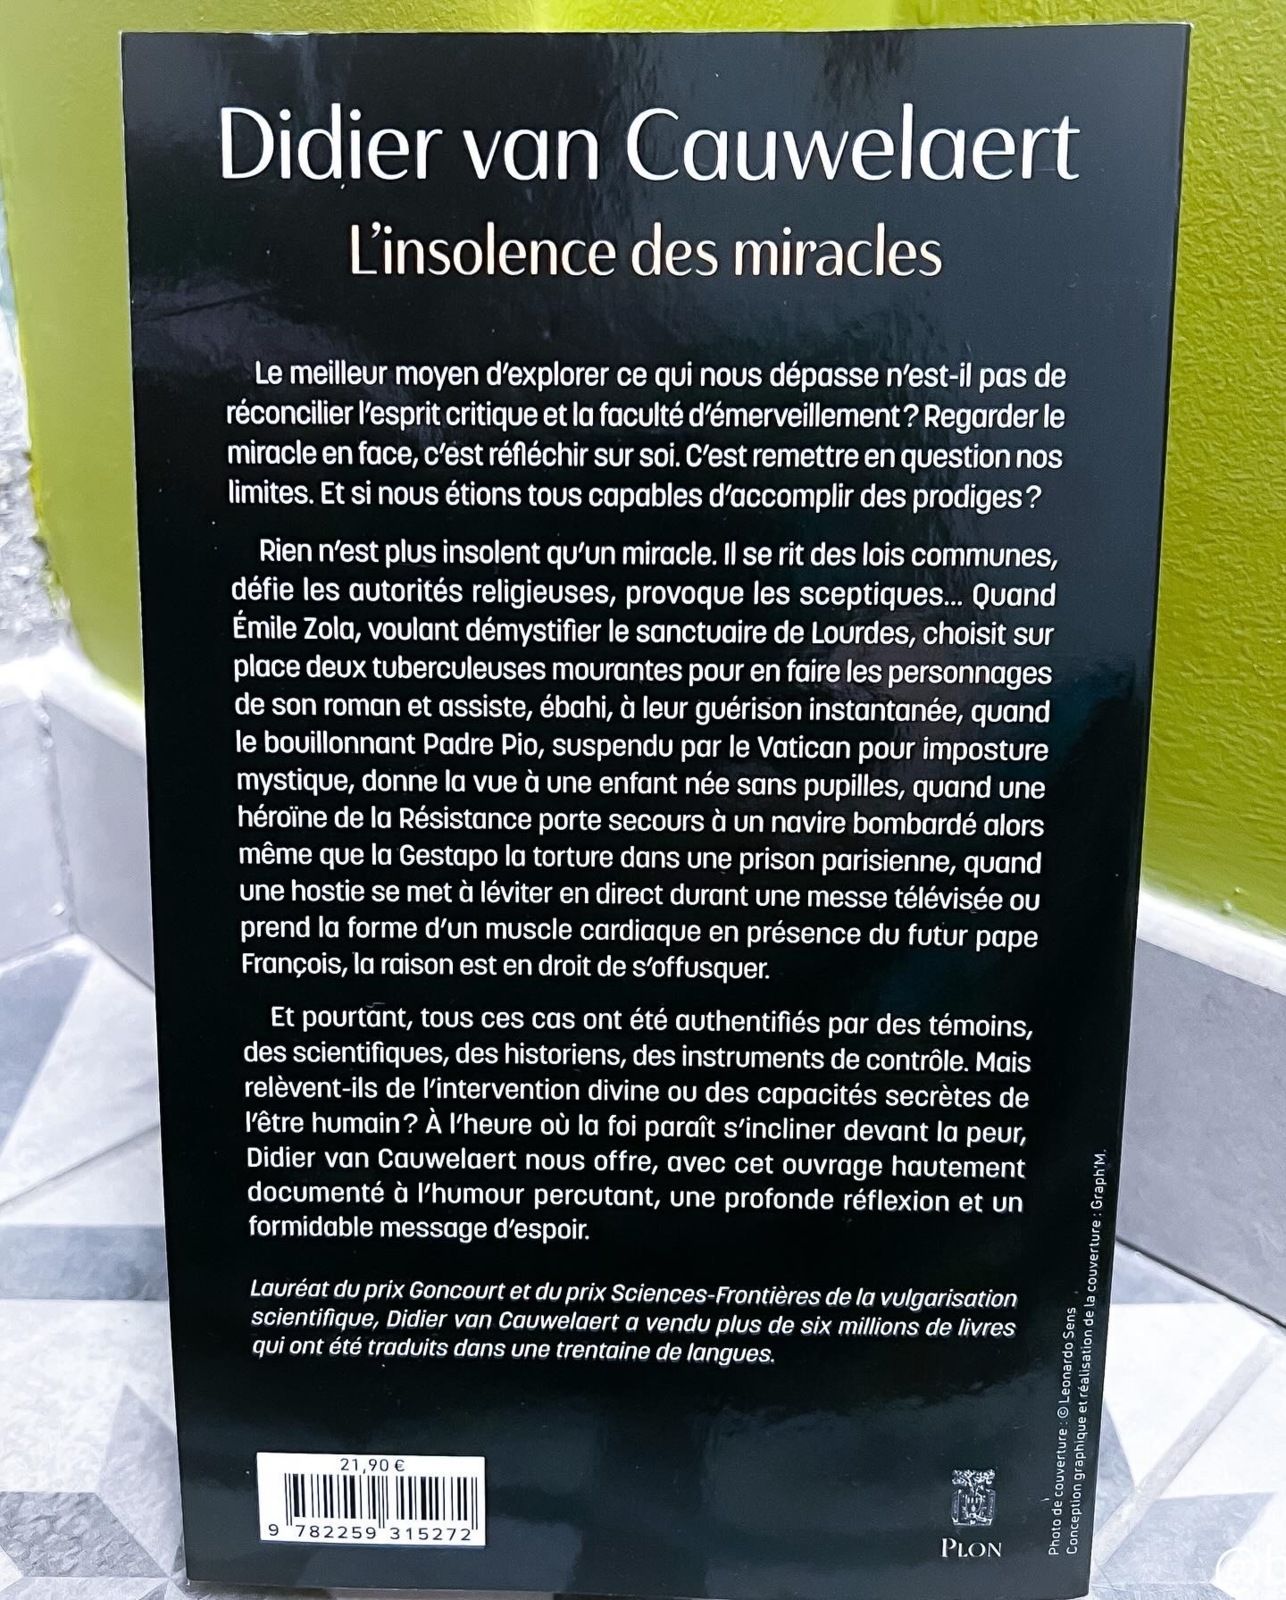 Didier van Cauwelaert
L'insolence des miracles
Le meilleur moyen d'explorer ce qui nous dépasse n'est-il pas de
réconcilier l'esprit critique et la faculté d'émerveillement ? Regarder le
miracle en face, c'est réfléchir sur soi. C'est remettre en question nos
limites. Et si nous étions tous capables d'accomplir des prodiges ?
Rien n'est plus insolent qu'un miracle. Il se rit des lois communes,
défie les autorités religieuses, provoque les sceptiques... Quand
Émile Zola, voulant démystifier le sanctuaire de Lourdes, choisit sur
place deux tuberculeuses mourantes pour en faire les personnages
de son roman et assiste, ébahi, à leur guérison instantanée, quand
le bouillonnant Padre Pio, suspendu par le Vatican pour imposture
mystique, donne la vue à une enfant née sans pupilles, quand une
héroïne de la Résistance porte secours à un navire bombardé alors
même que la Gestapo la torture dans une prison parisienne, quand
une hostie se met à léviter en direct durant une messe télévisée ou
prend la forme d'un muscle cardiaque en présence du futur pape
François, la raison est en droit de s'offusquer.
Et pourtant, tous ces cas ont été authentifiés par des témoins,
des scientifiques, des historiens, des instruments de contrôle. Mais
relèvent-ils de l'intervention divine ou des capacités secrètes de
l'être humain ? À l'heure où la foi paraît s'incliner devant la peur,
Didier van Cauwelaert nous offre, avec cet ouvrage hautement
documenté à l'humour percutant, une profonde réflexion et un
formidable message d'espoir.
Lauréat du prix Goncourt et du prix Sciences-Frontières de la vulgarisation
scientifique, Didier van Cauwelaert a vendu plus de six millions de livres
qui ont été traduits dans une trentaine de langues.
21,90 €
9 782259 315272
PLON
Photo de couverture : © Leonardo Sens
Conception graphique et réalisation de la couverture : Graph'M.